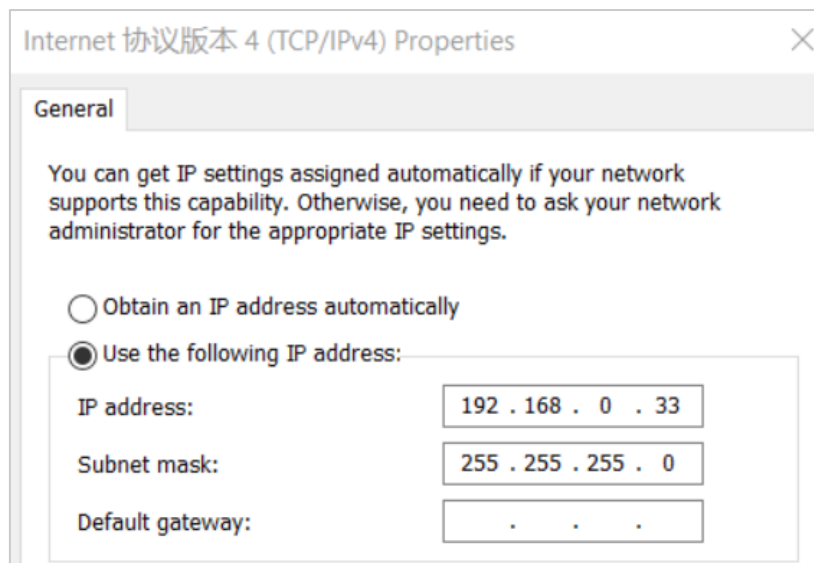 Internet 协议版本 4 (TCP/IPv4) Properties
General
You can get IP settings assigned automatically if your network
supports this capability. Otherwise, you need to ask your network
administrator for the appropriate IP settings.
Obtain an IP address automatically
Use the following IP address:
IP address: 192 . 168 . 0 . 33
Subnet mask: 255 . 255 . 255 . 0
Default gateway: . . .